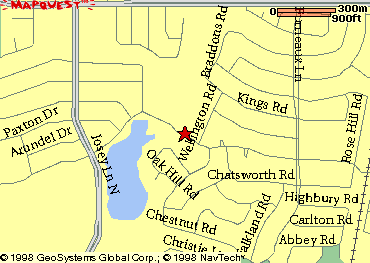 MAPQUEST
0 300m
900ft
Braddons Rd
Kings Rd
Wellington Rd
Paxton Dr
Arundel Dr
Josey Ln N
Rose Hill Rd
Oak Hill Rd
Chatsworth Rd
Highbury Rd
Chestnut Rd
Carlton Rd
Abbey Rd
© 1998 GeoSystems Global Corp.; © 1998 NavTech